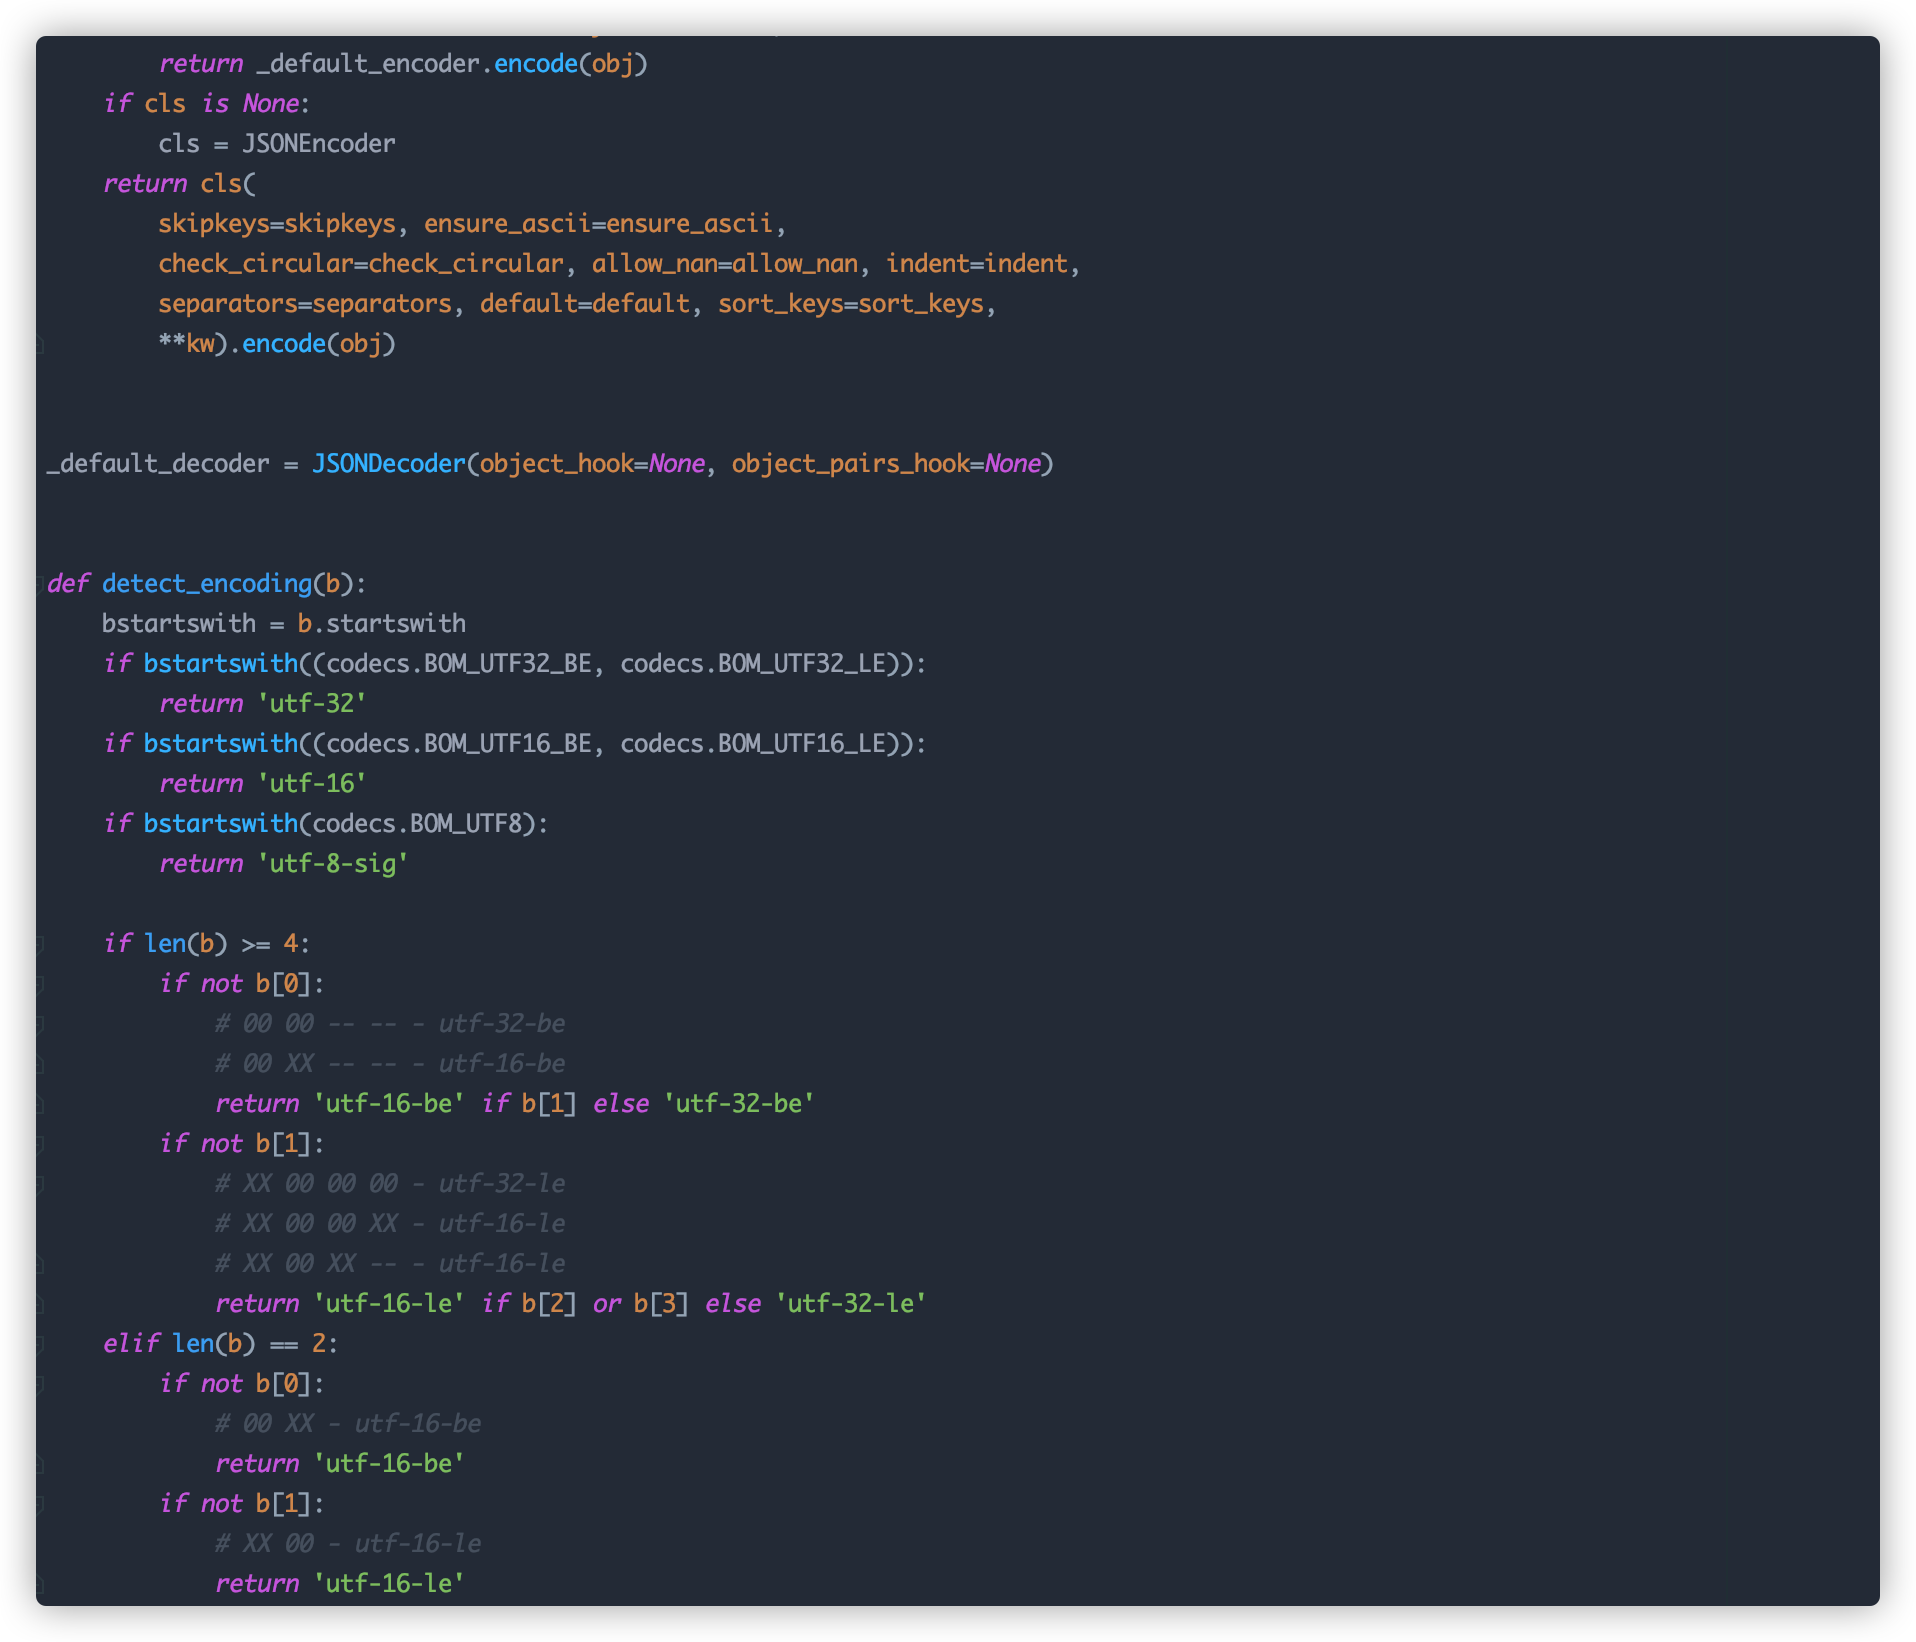 return _default_encoder.encode(obj)
    if cls is None:
        cls = JSONEncoder
    return cls(
        skipkeys=skipkeys, ensure_ascii=ensure_ascii,
        check_circular=check_circular, allow_nan=allow_nan, indent=indent,
        separators=separators, default=default, sort_keys=sort_keys,
        **kw).encode(obj)
_default_decoder = JSONDecoder(object_hook=None, object_pairs_hook=None)
def detect_encoding(b):
    bstartswith = b.startswith
    if bstartswith((codecs.BOM_UTF32_BE, codecs.BOM_UTF32_LE)):
        return 'utf-32'
    if bstartswith((codecs.BOM_UTF16_BE, codecs.BOM_UTF16_LE)):
        return 'utf-16'
    if bstartswith(codecs.BOM_UTF8):
        return 'utf-8-sig'
    if len(b) >= 4:
        if not b[0]:
            # 00 00 -- -- - utf-32-be
            # 00 XX -- -- - utf-16-be
            return 'utf-16-be' if b[1] else 'utf-32-be'
        if not b[1]:
            # XX 00 00 00 - utf-32-le
            # XX 00 00 XX - utf-16-le
            # XX 00 XX -- - utf-16-le
            return 'utf-16-le' if b[2] or b[3] else 'utf-32-le'
    elif len(b) == 2:
        if not b[0]:
            # 00 XX - utf-16-be
            return 'utf-16-be'
        if not b[1]:
            # XX 00 - utf-16-le
            return 'utf-16-le'